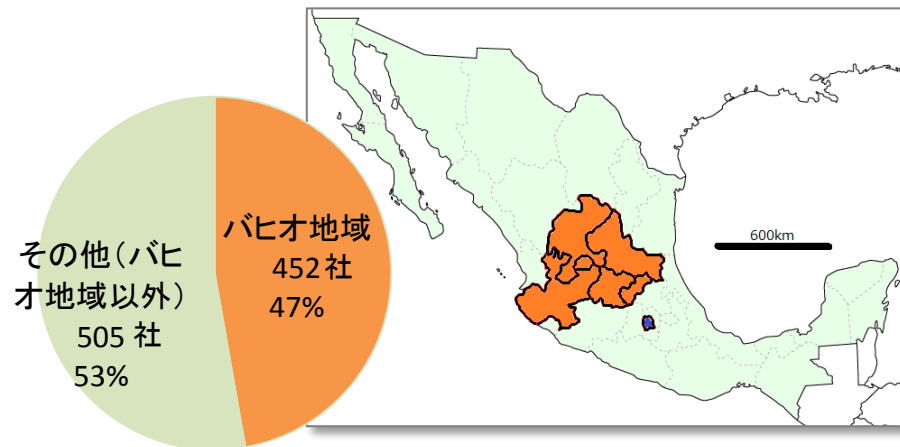 バヒオ地域
452 社
47%
その他(バヒ
オ地域以外)
505 社
53%
600km